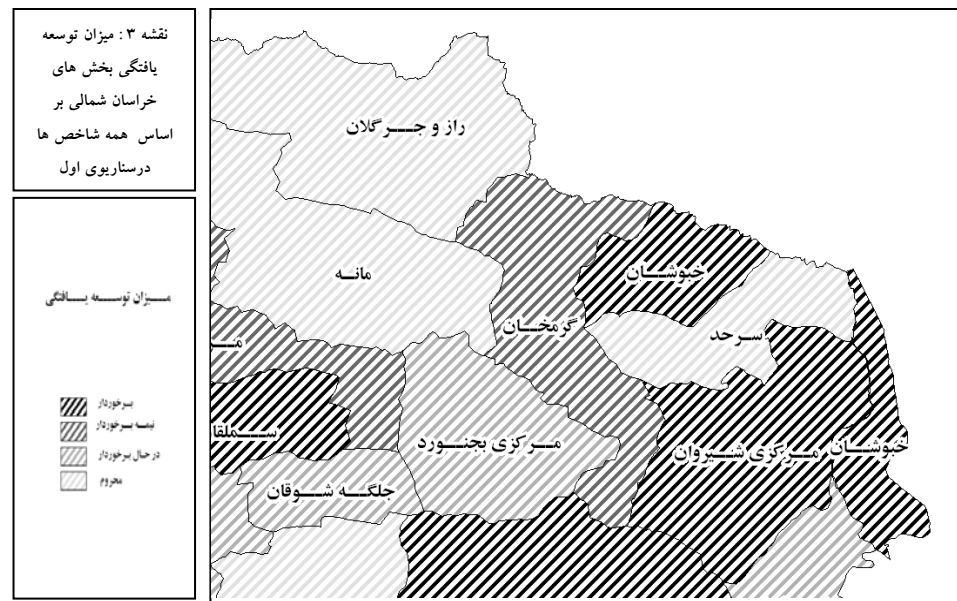 نقشه ۳ : میزان توسعه
یافتگی بخش های
خراسان شمالی بر
اساس همه شاخص ها
درسناریوی اول
میزان توسعه یافتگی
برخوردار
نیمه برخوردار
در حال برخوردار
محروم
راز و جرگلان
مانه
خبوشان
گرمخان
سرحد
مر
سملقا
مرکزی بجنورد
مرکزی شیروان
خبوشان
جلگه شوقان